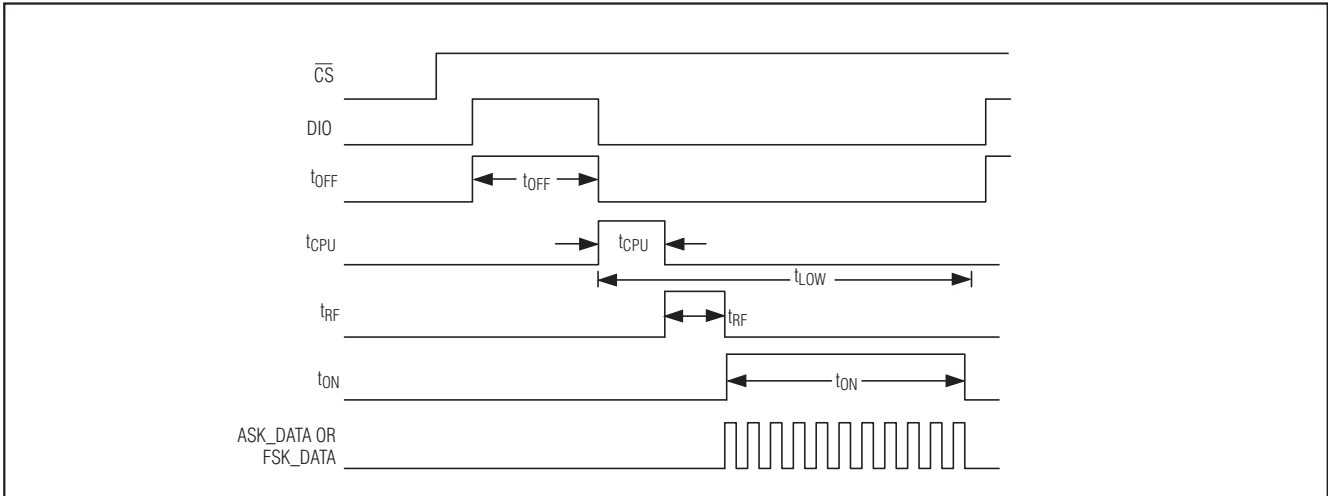 CS
DIO
tOFF
tOFF
tCPU
tCPU
tLOW
tRF
tRF
tON
tON
ASK_DATA OR
FSK_DATA